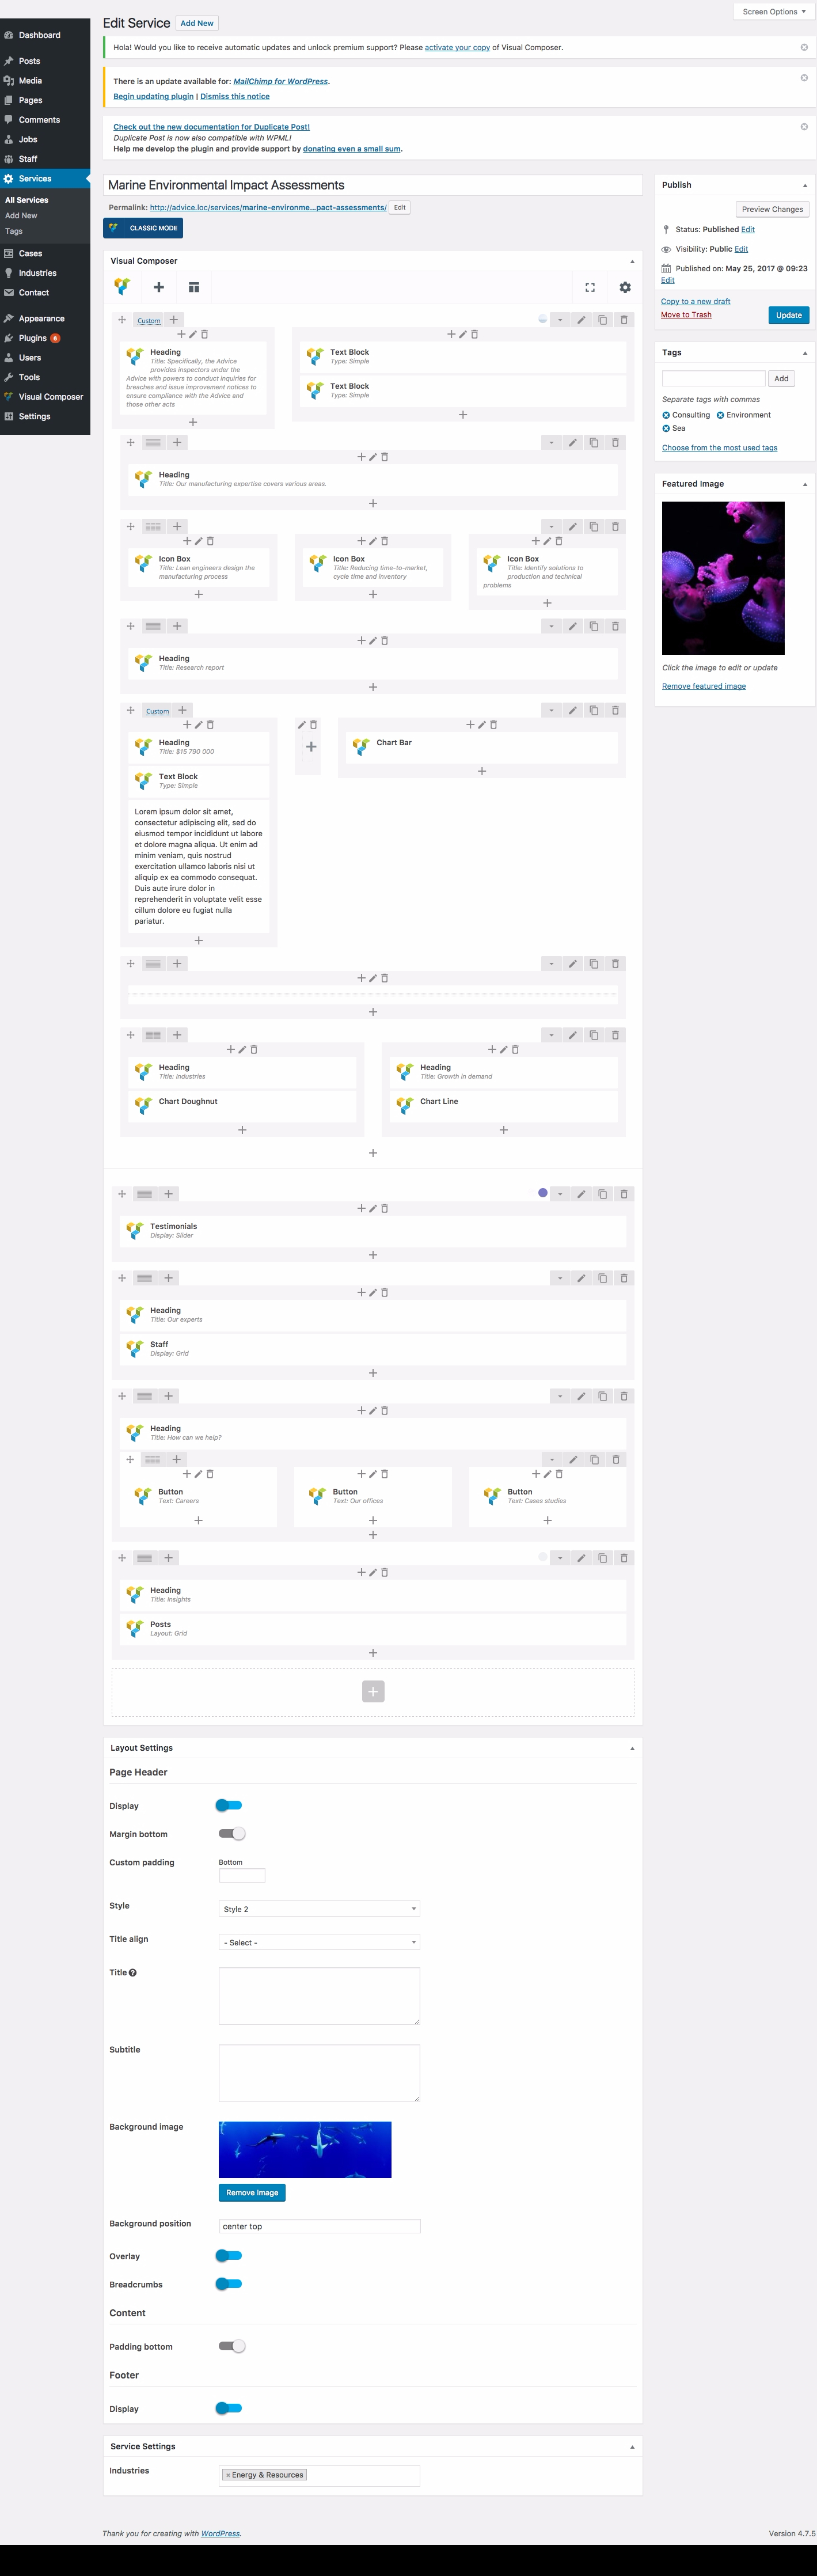 Screen Options
Edit Service
Add New
Dashboard
Posts
Media
Pages
Comments
Jobs
Staff
Services
All Services
Add New
Tags
Cases
Industries
Contact
Appearance
Plugins 6
Users
Tools
Visual Composer
Settings
Hola! Would you like to receive automatic updates and unlock premium support? Please activate your copy of Visual Composer.
There is an update available for: MailChimp for WordPress.
Begin updating plugin | Dismiss this notice
Check out the new documentation for Duplicate Post!
Duplicate Post is now also compatible with WPML!
Help me develop the plugin and provide support by donating even a small sum.
Marine Environmental Impact Assessments
Permalink: http://advice.loc/services/marine-environme...pact-assessments/ Edit
CLASSIC MODE
Visual Composer
Custom
Heading
Title: Specifically, the Advice
provides inspectors under the
Advice with powers to conduct inquiries for
breaches and issue improvement notices to
ensure compliance with the Advice and
those other acts
Text Block
Type: Simple
Text Block
Type: Simple
Heading
Title: Our manufacturing expertise covers various areas.
Icon Box
Title: Lean engineers design the
manufacturing process
Icon Box
Title: Reducing time-to-market,
cycle time and inventory
Icon Box
Title: Identify solutions to
production and technical
problems
Heading
Title: Research report
Custom
Heading
Title: $15 790 000
Text Block
Type: Simple
Lorem ipsum dolor sit amet,
consectetur adipiscing elit, sed do
eiusmod tempor incididunt ut labore
et dolore magna aliqua. Ut enim ad
minim veniam, quis nostrud
exercitation ullamco laboris nisi ut
aliquip ex ea commodo consequat.
Duis aute irure dolor in
reprehenderit in voluptate velit esse
cillum dolore eu fugiat nulla
pariatur.
Chart Bar
Heading
Title: Industries
Chart Doughnut
Heading
Title: Growth in demand
Chart Line
Testimonials
Display: Slider
Heading
Title: Our experts
Staff
Display: Grid
Heading
Title: How can we help?
Button
Text: Careers
Button
Text: Our offices
Button
Text: Cases studies
Heading
Title: Insights
Posts
Layout: Grid
Publish
Preview Changes
Status: Published Edit
Visibility: Public Edit
Published on: May 25, 2017 @ 09:23
Edit
Copy to a new draft
Move to Trash
Update
Tags
Add
Separate tags with commas
Consulting
Environment
Sea
Choose from the most used tags
Featured Image
Click the image to edit or update
Remove featured image
Layout Settings
Page Header
Display
Margin bottom
Custom padding
Bottom
Style
Style 2
Title align
- Select -
Title
Subtitle
Background image
Remove Image
Background position
center top
Overlay
Breadcrumbs
Content
Padding bottom
Footer
Display
Service Settings
Industries
× Energy & Resources
Thank you for creating with WordPress.
Version 4.7.5